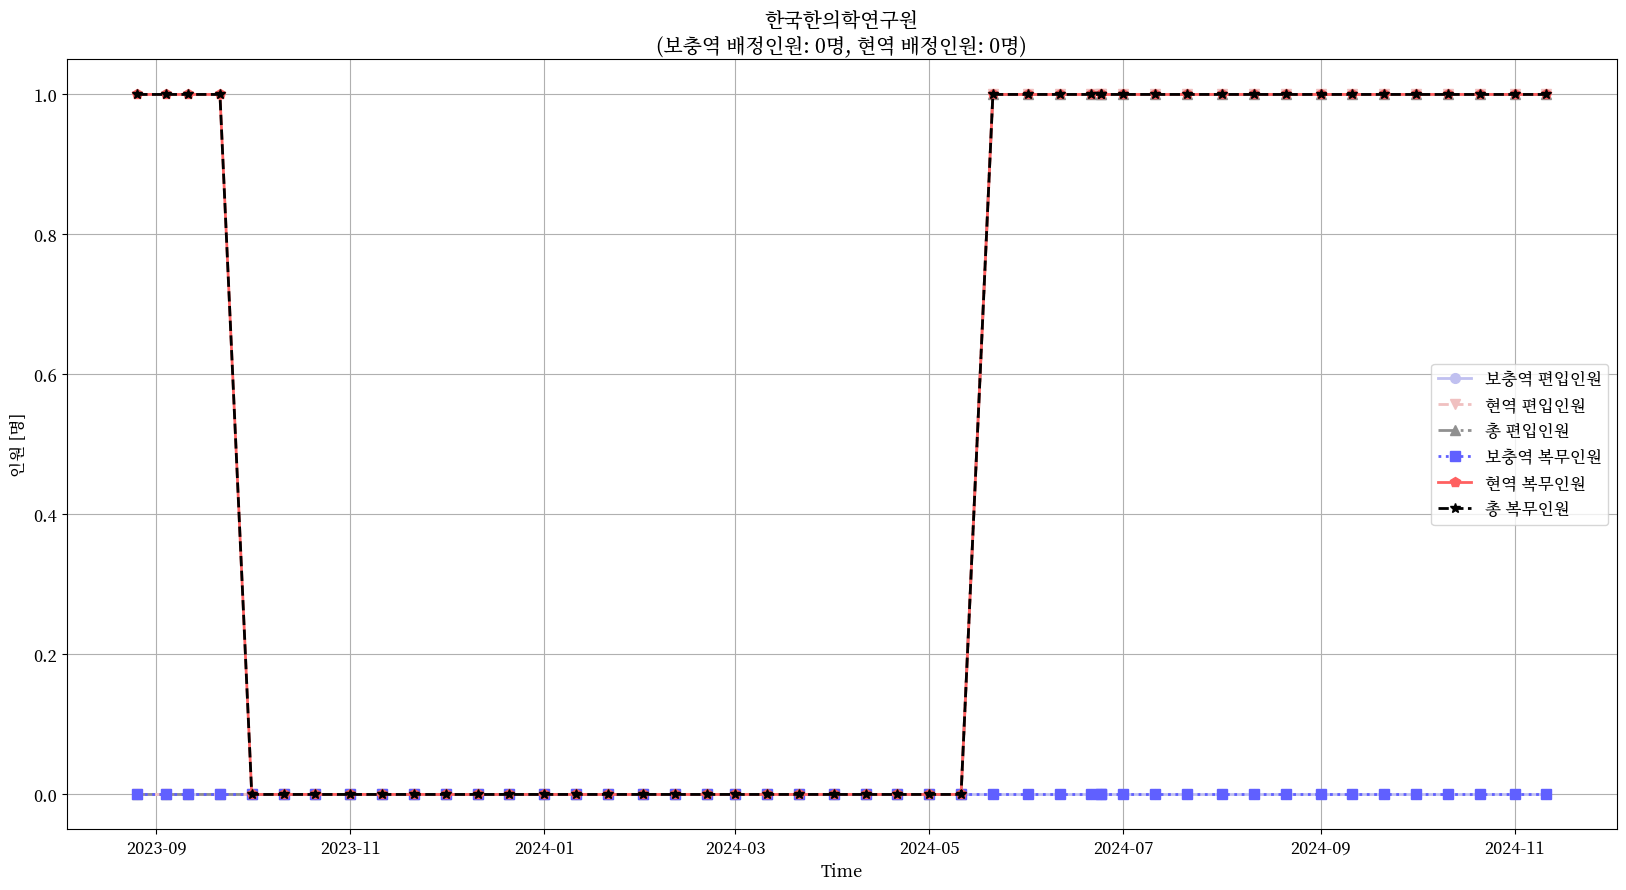 한국한의학연구원
(보충역 배정인원: 0명, 현역 배정인원: 0명)
인원 [명]
1.0
0.8
0.6
0.4
0.2
0.0
보충역 편입인원
현역 편입인원
총 편입인원
보충역 복무인원
현역 복무인원
총 복무인원
2023-09
2023-11
2024-01
2024-03
2024-05
2024-07
2024-09
2024-11
Time